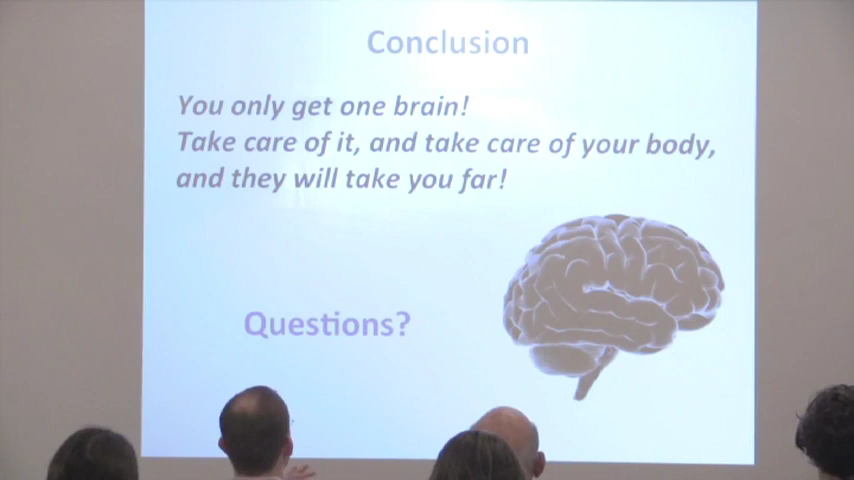 Conclusion
You only get one brain!
Take care of it, and take care of your body,
and they will take you far!
Questions?